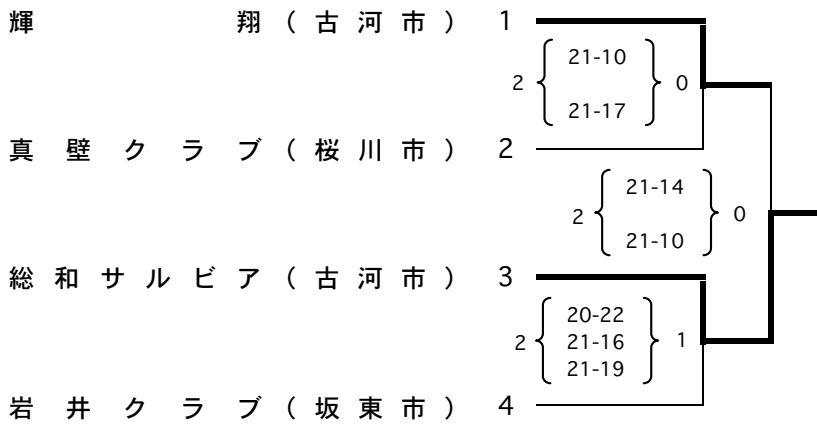 輝翔(古河市) 1
21-10
2 0
21-17
真壁クラブ(桜川市) 2
21-14
2 0
21-10
総和サルビア(古河市) 3
20-22
2 21-16 1
21-19
岩井クラブ(坂東市) 4